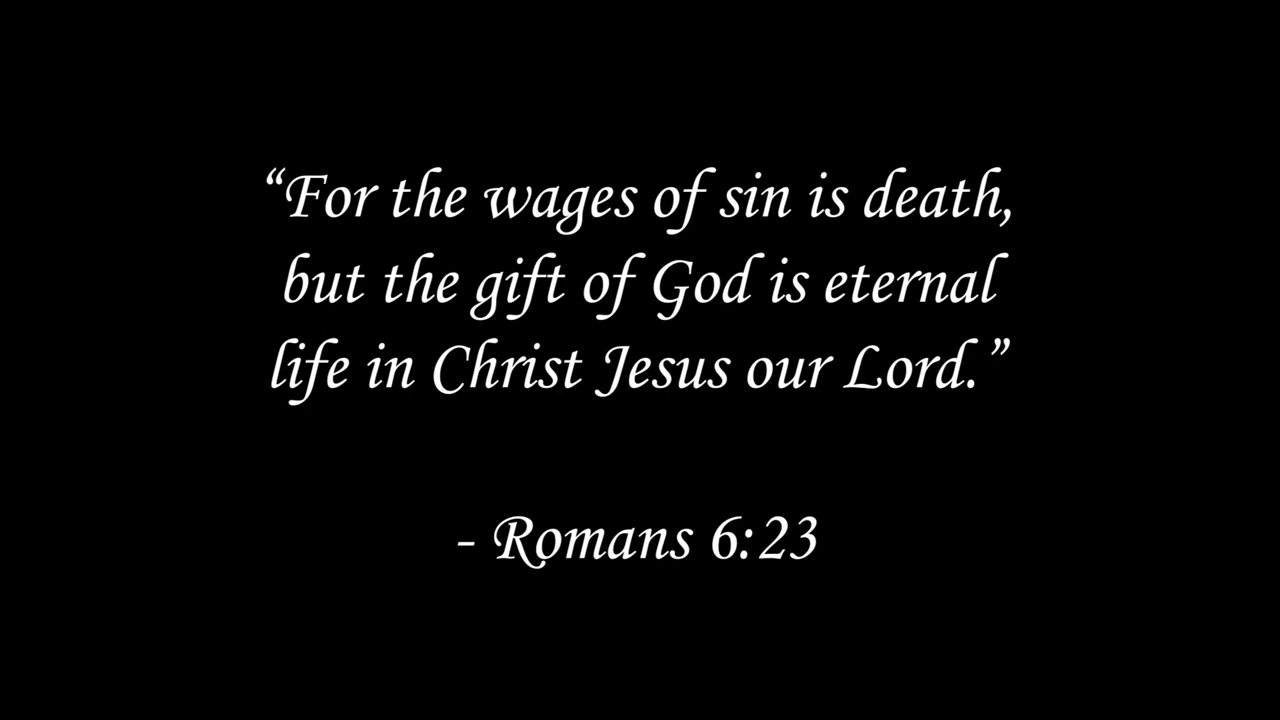 “For the wages of sin is death,
but the gift of God is eternal
life in Christ Jesus our Lord.”
- Romans 6:23